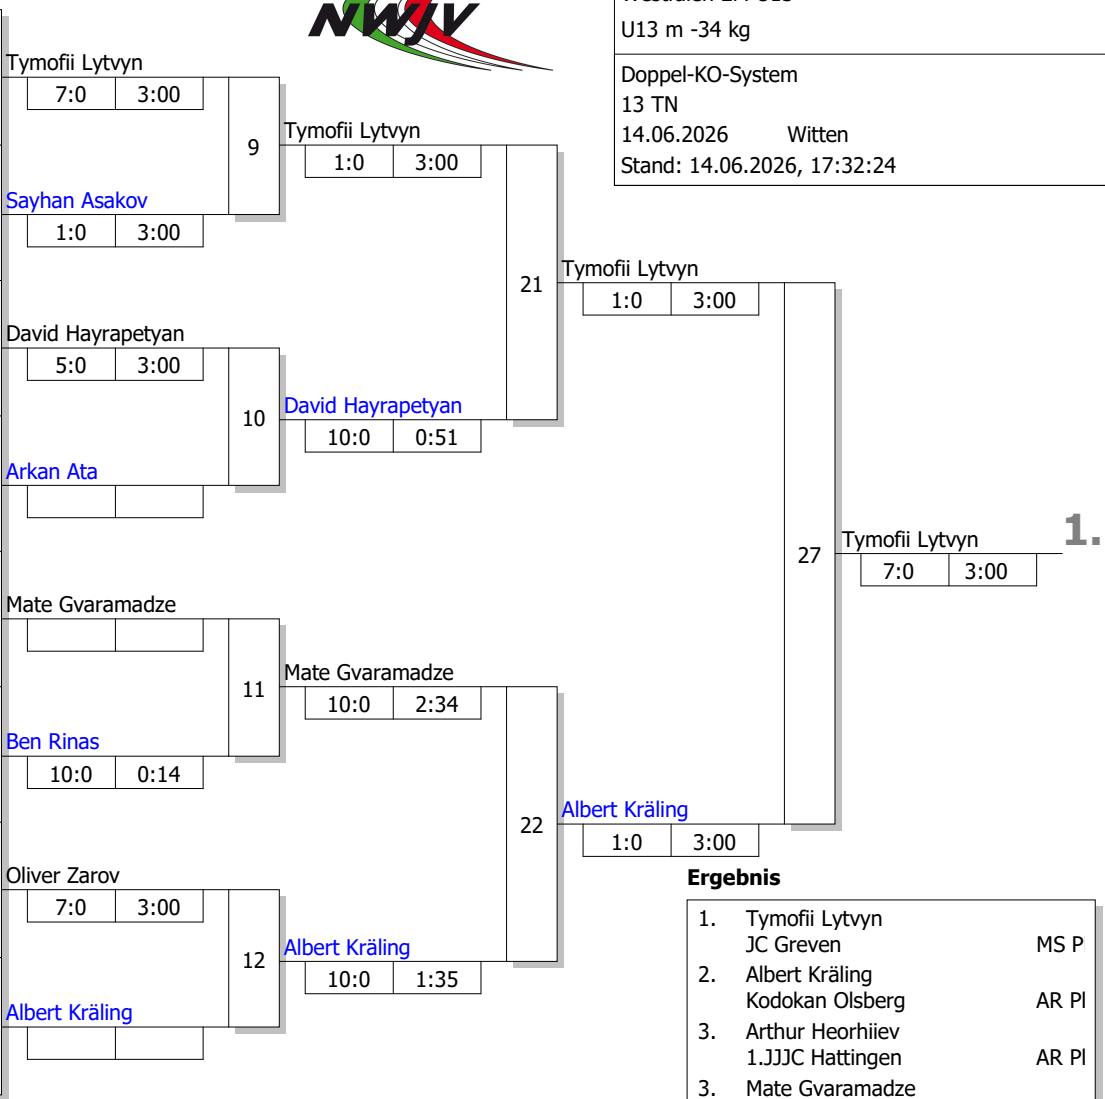 NWJV
U13 m -34 kg
Doppel-KO-System
13 TN
14.06.2026 Witten
Stand: 14.06.2026, 17:32:24
Tymofii Lytvyn
7:0 3:00
9
Sayhan Asakov
1:0 3:00
Tymofii Lytvyn
1:0 3:00
21
David Hayrapetyan
5:0 3:00
10
Arkan Ata
David Hayrapetyan
10:0 0:51
Tymofii Lytvyn
1:0 3:00
27
Tymofii Lytvyn
7:0 3:00
1.
Mate Gvaramadze
11
Ben Rinas
10:0 0:14
Mate Gvaramadze
10:0 2:34
22
Oliver Zarov
7:0 3:00
12
Albert Kräling
Albert Kräling
10:0 1:35
Albert Kräling
1:0 3:00
Ergebnis
1. Tymofii Lytvyn
JC Greven MS P
2. Albert Kräling
Kodokan Olsberg AR Pl
3. Arthur Heorhiiev
1.JJJC Hattingen AR Pl
3. Mate Gvaramadze